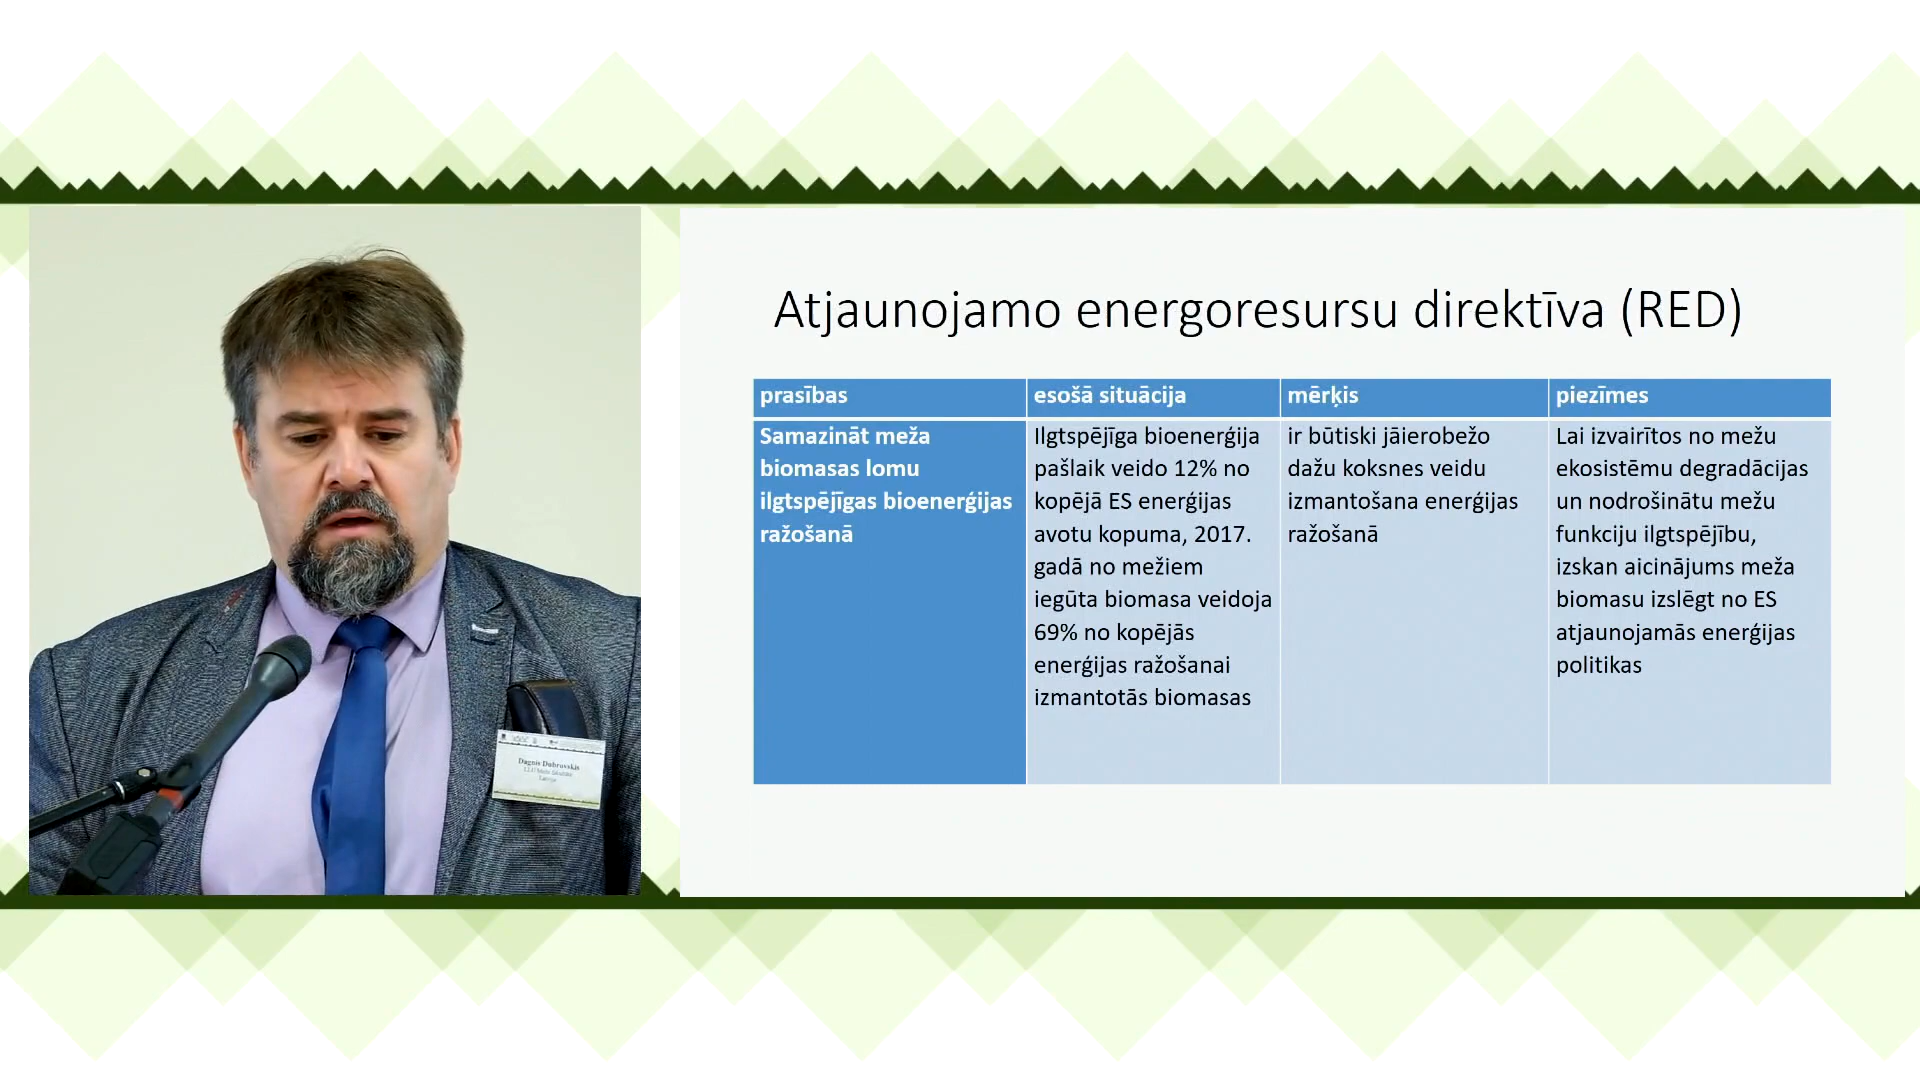 Atjaunojamo energoresursu direktīva (RED)
prasības
esošā situācija
mērķis
piezīmes
Samazināt meža
biomasas lomu
ilgtspējīgas bioenerģijas
ražošanā
Ilgtspējīga bioenerģija
pašlaik veido 12% no
kopējā ES enerģijas
avotu kopuma, 2017.
gadā no mežiem
iegūta biomasa veidoja
69% no kopējās
enerģijas ražošanai
izmantotās biomasas
ir būtiski jāierobežo
dažu koksnes veidu
izmantošana enerģijas
ražošanā
Lai izvairītos no mežu
ekosistēmu degradācijas
un nodrošinātu mežu
funkciju ilgtspējību,
izskan aicinājums meža
biomasu izslēgt no ES
atjaunojamās enerģijas
politikas
Dagnis Dubrovskis